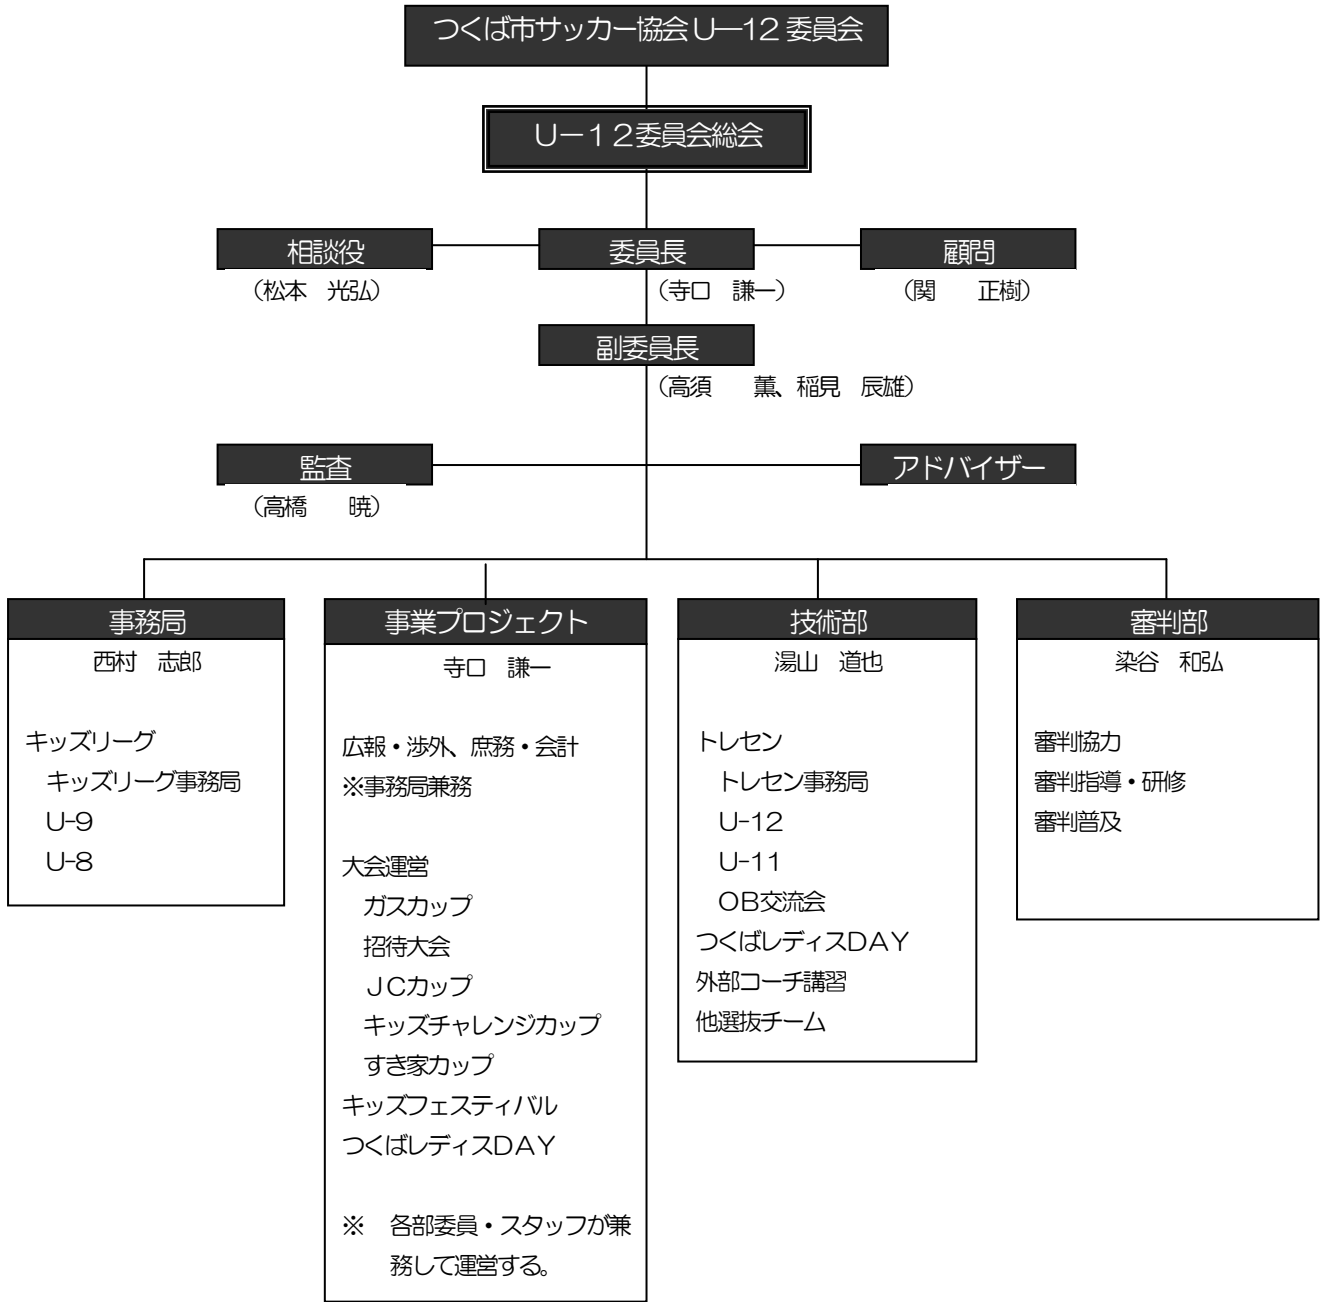 つくば市サッカー協会U―12委員会
U－12委員会総会
相談役
委員長
顧問
（松本　光弘）
（寺口　謙一）
（関　　正樹）
副委員長
（高須　　薫、稲見　辰雄）
監査
アドバイザー
（高橋　　暁）
事務局
西村　志郎
キッズリーグ
キッズリーグ事務局
U-9
U-8
事業プロジェクト
寺口　謙一
広報・渉外、庶務・会計
※事務局兼務
大会運営
ガスカップ
招待大会
JCカップ
キッズチャレンジカップ
すき家カップ
キッズフェスティバル
つくばレディスDAY
※　各部委員・スタッフが兼
務して運営する。
技術部
湯山　道也
トレセン
トレセン事務局
U-12
U-11
OB交流会
つくばレディスDAY
外部コーチ講習
他選抜チーム
審判部
染谷　和弘
審判協力
審判指導・研修
審判普及